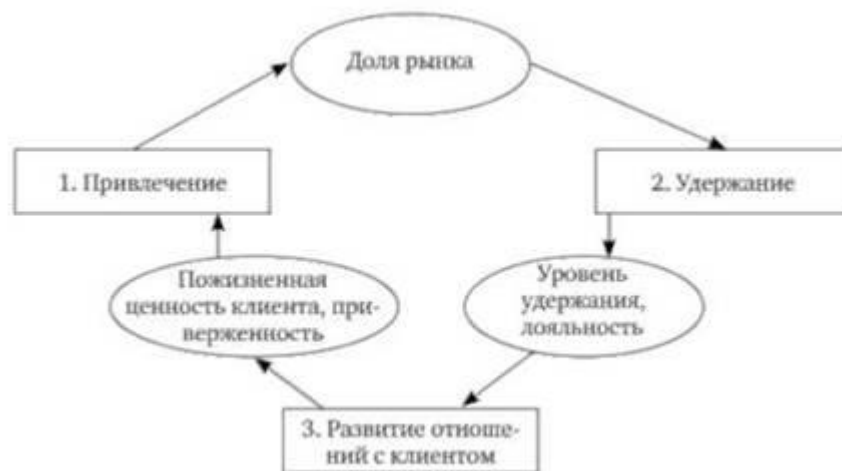 Доля рынка
1. Привлечение
2. Удержание
Пожизненная
ценность клиента, при-
верженность
Уровень
удержания,
лояльность
3. Развитие отноше-
ний с клиентом